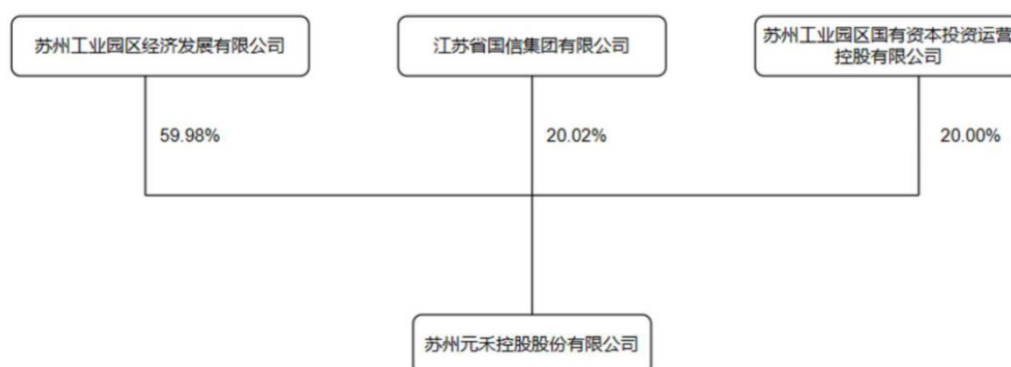 苏州工业园区经济发展有限公司
江苏省国信集团有限公司
苏州工业园区国有资本投资运营
控股有限公司
59.98%
20.02%
20.00%
苏州元禾控股股份有限公司